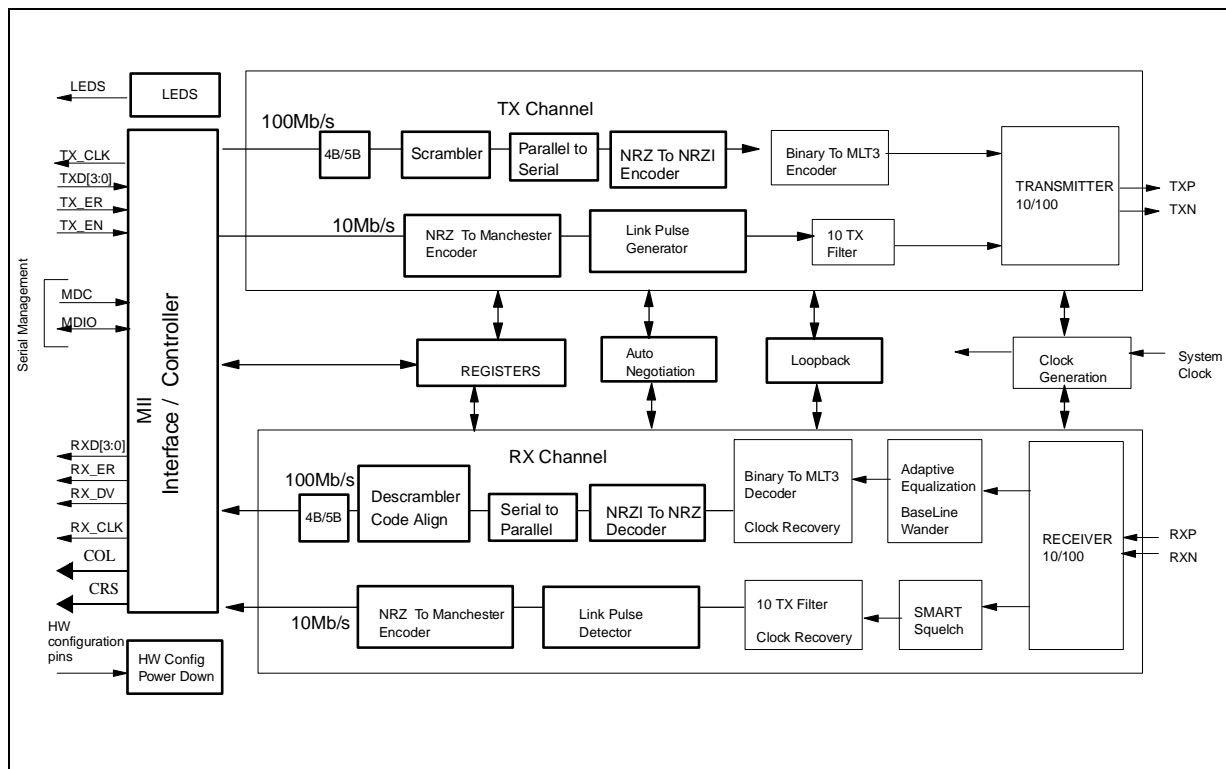 LEDS
LEDS
TX Channel
100Mb/s
4B/5B
Scrambler
Parallel to
Serial
NRZ To NRZI
Encoder
Binary To MLT3
Encoder
TRANSMITTER
10/100
TXP
TXN
TX_CLK
TXD[3:0]
TX_ER
TX_EN
10Mb/s
NRZ To Manchester
Encoder
Link Pulse
Generator
10 TX
Filter
Serial Management
MDC
MDIO
MII
Interface / Controller
REGISTERS
Auto
Negotiation
Loopback
Clock
Generation
System
Clock
RX Channel
RXD[3:0]
RX_ER
RX_DV
RX_CLK
COL
CRS
100Mb/s
4B/5B
Descrambler
Code Align
Serial to
Parallel
NRZI To NRZ
Decoder
Binary To MLT3
Decoder
Clock Recovery
Adaptive
Equalization
BaseLine
Wander
RECEIVER
10/100
RXP
RXN
10Mb/s
NRZ To Manchester
Encoder
Link Pulse
Detector
10 TX Filter
Clock Recovery
SMART
Squelch
HW
configuration
pins
HW Config
Power Down